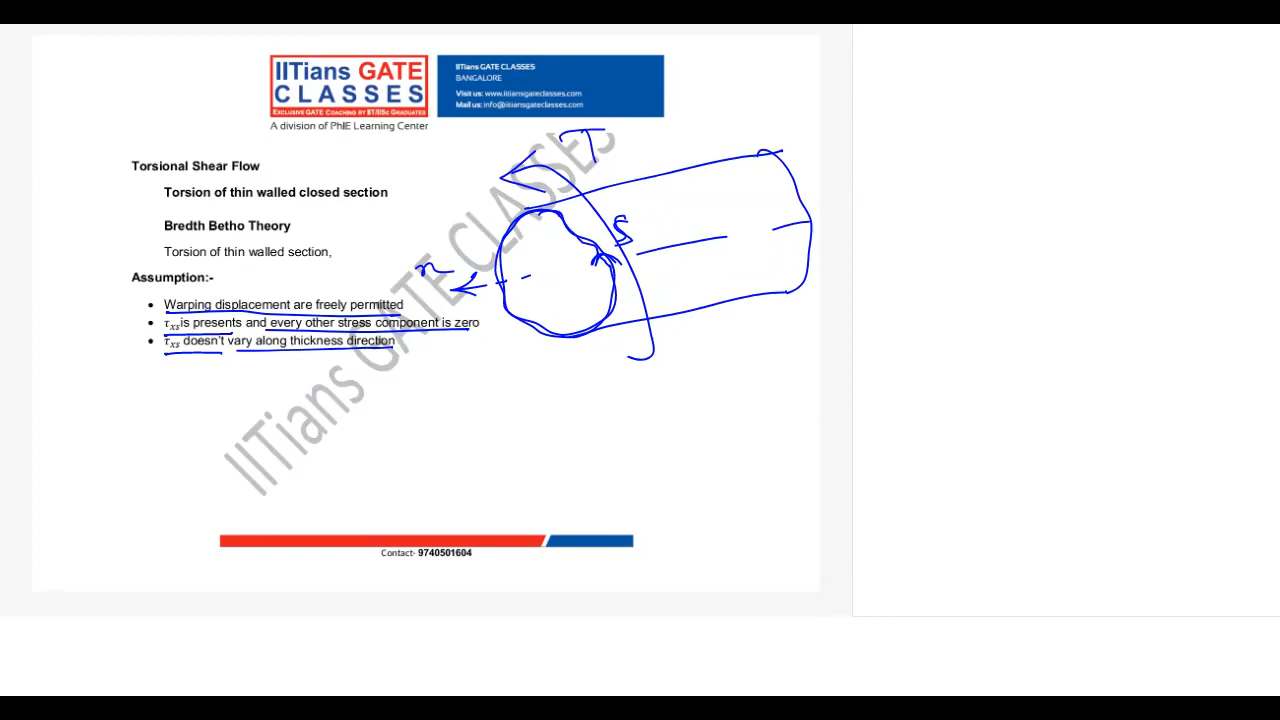 IITians GATE
CLASSES
EXCLUSIVE GATE COACHING BY IIT/IISC GRADUATES
A division of PhIE Learning Center
IITians GATE CLASSES
BANGALORE
Visit us: www.iitiansgateclasses.com
Mail us: info@iitiansgateclasses.com
Torsional Shear Flow
Torsion of thin walled closed section
Bredth Betho Theory
Torsion of thin walled section,
Assumption:-
• Warping displacement are freely permitted
• τxs is presents and every other stress component is zero
• τxs doesn't vary along thickness direction
T
S
x
IITians GATE CLASSES
Contact- 9740501604